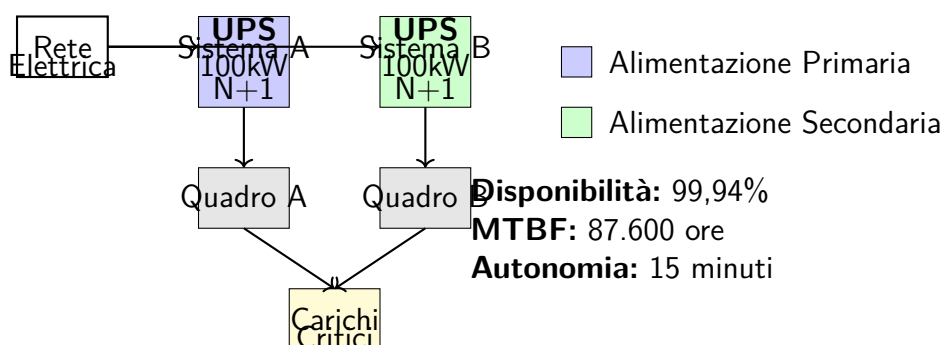 Rete
Elettrica
UPS
Sistema A
100kW
N+1
UPS
Sistema B
100kW
N+1
Alimentazione Primaria
Alimentazione Secondaria
Quadro A
Quadro B
Disponibilità: 99,94%
MTBF: 87.600 ore
Autonomia: 15 minuti
Carichi
Critici